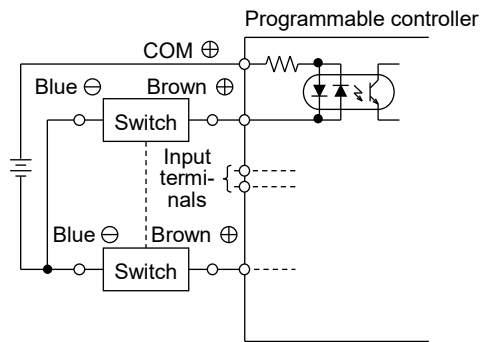 Programmable controller
COM ⊕
Blue ⊖ Brown ⊕
Switch
Input
termi-
nals
Blue ⊖ Brown ⊕
Switch